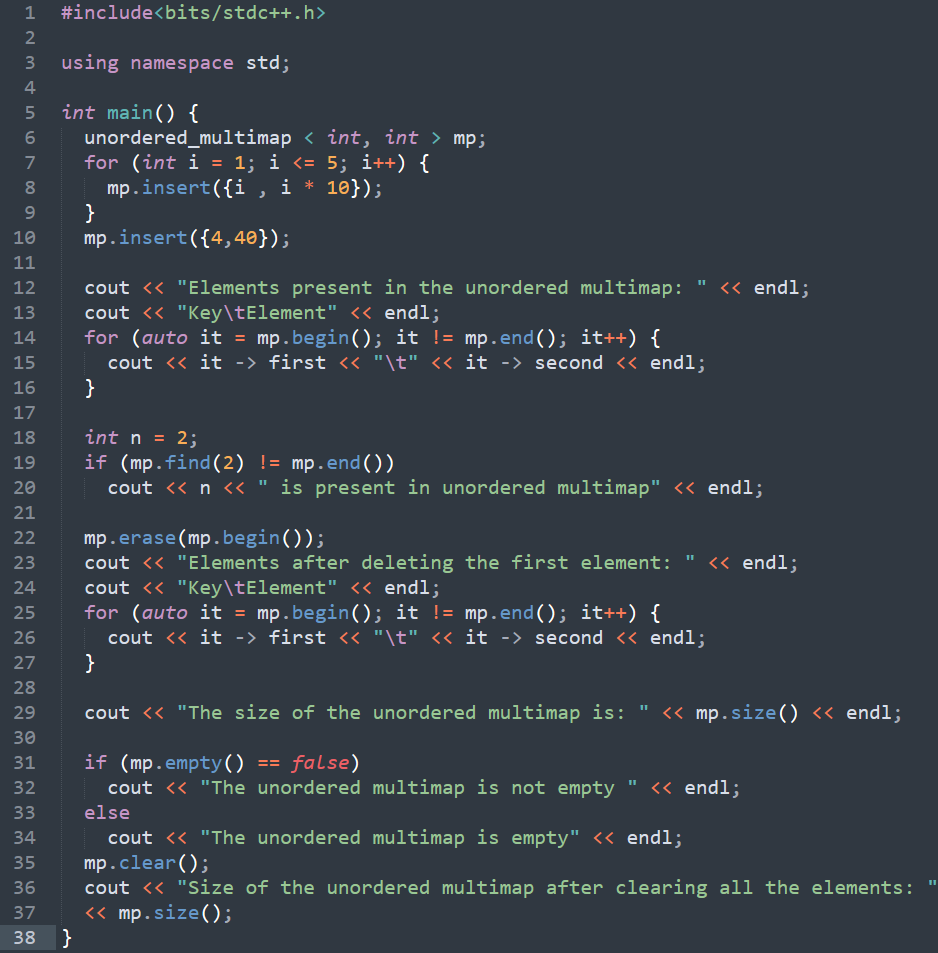 1 #include<bits/stdc++.h>
2
3 using namespace std;
4
5 int main() {
6 unordered_multimap < int, int > mp;
7 for (int i = 1; i <= 5; i++) {
8 mp.insert({i , i * 10});
9 }
10 mp.insert({4,40});
11
12 cout << "Elements present in the unordered multimap: " << endl;
13 cout << "Key\tElement" << endl;
14 for (auto it = mp.begin(); it != mp.end(); it++) {
15 cout << it -> first << "\t" << it -> second << endl;
16 }
17
18 int n = 2;
19 if (mp.find(2) != mp.end())
20 cout << n << " is present in unordered multimap" << endl;
21
22 mp.erase(mp.begin());
23 cout << "Elements after deleting the first element: " << endl;
24 cout << "Key\tElement" << endl;
25 for (auto it = mp.begin(); it != mp.end(); it++) {
26 cout << it -> first << "\t" << it -> second << endl;
27 }
28
29 cout << "The size of the unordered multimap is: " << mp.size() << endl;
30
31 if (mp.empty() == false)
32 cout << "The unordered multimap is not empty " << endl;
33 else
34 cout << "The unordered multimap is empty" << endl;
35 mp.clear();
36 cout << "Size of the unordered multimap after clearing all the elements: "
37 << mp.size();
38 }